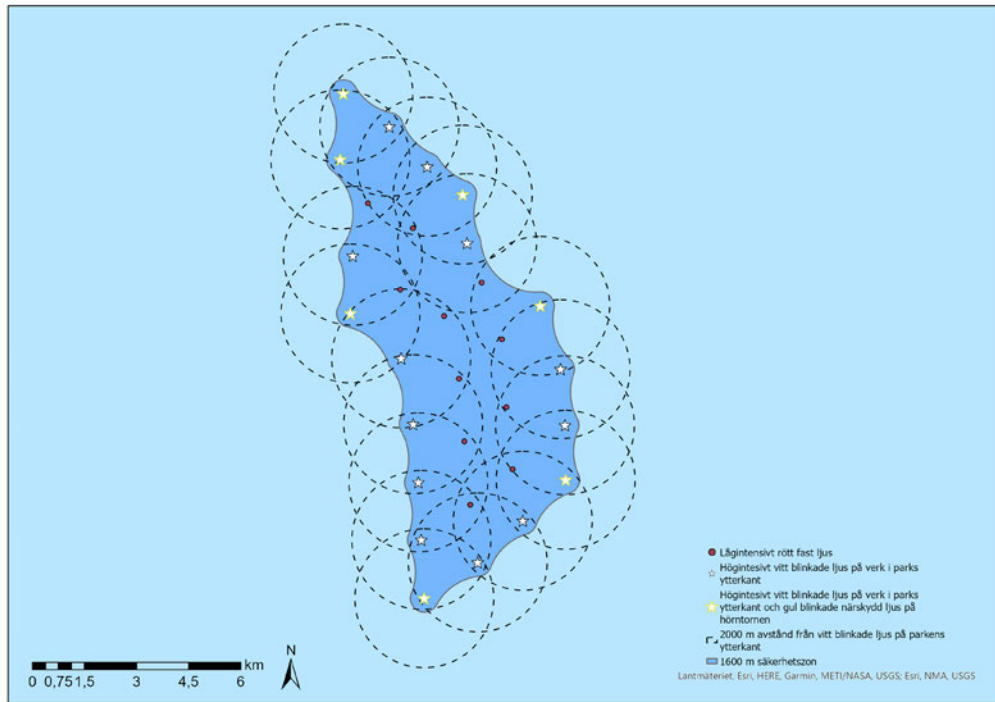 Lågintensivt rött fast ljus
Högintesivt vitt blinkade ljus på verk i parks
ytterkant
Högintesivt vitt blinkade ljus på verk i parks
ytterkant och gul blinkade närskydd ljus på
hörntornen
2000 m avstånd från vitt blinkade ljus på parkens
ytterkant
1600 m säkerhetszon
Lantmäteriet, Esri, HERE, Garmin, METI/NASA, USGS; Esri, NMA, USGS
km
0 0,75 1,5 3 4,5 6
N